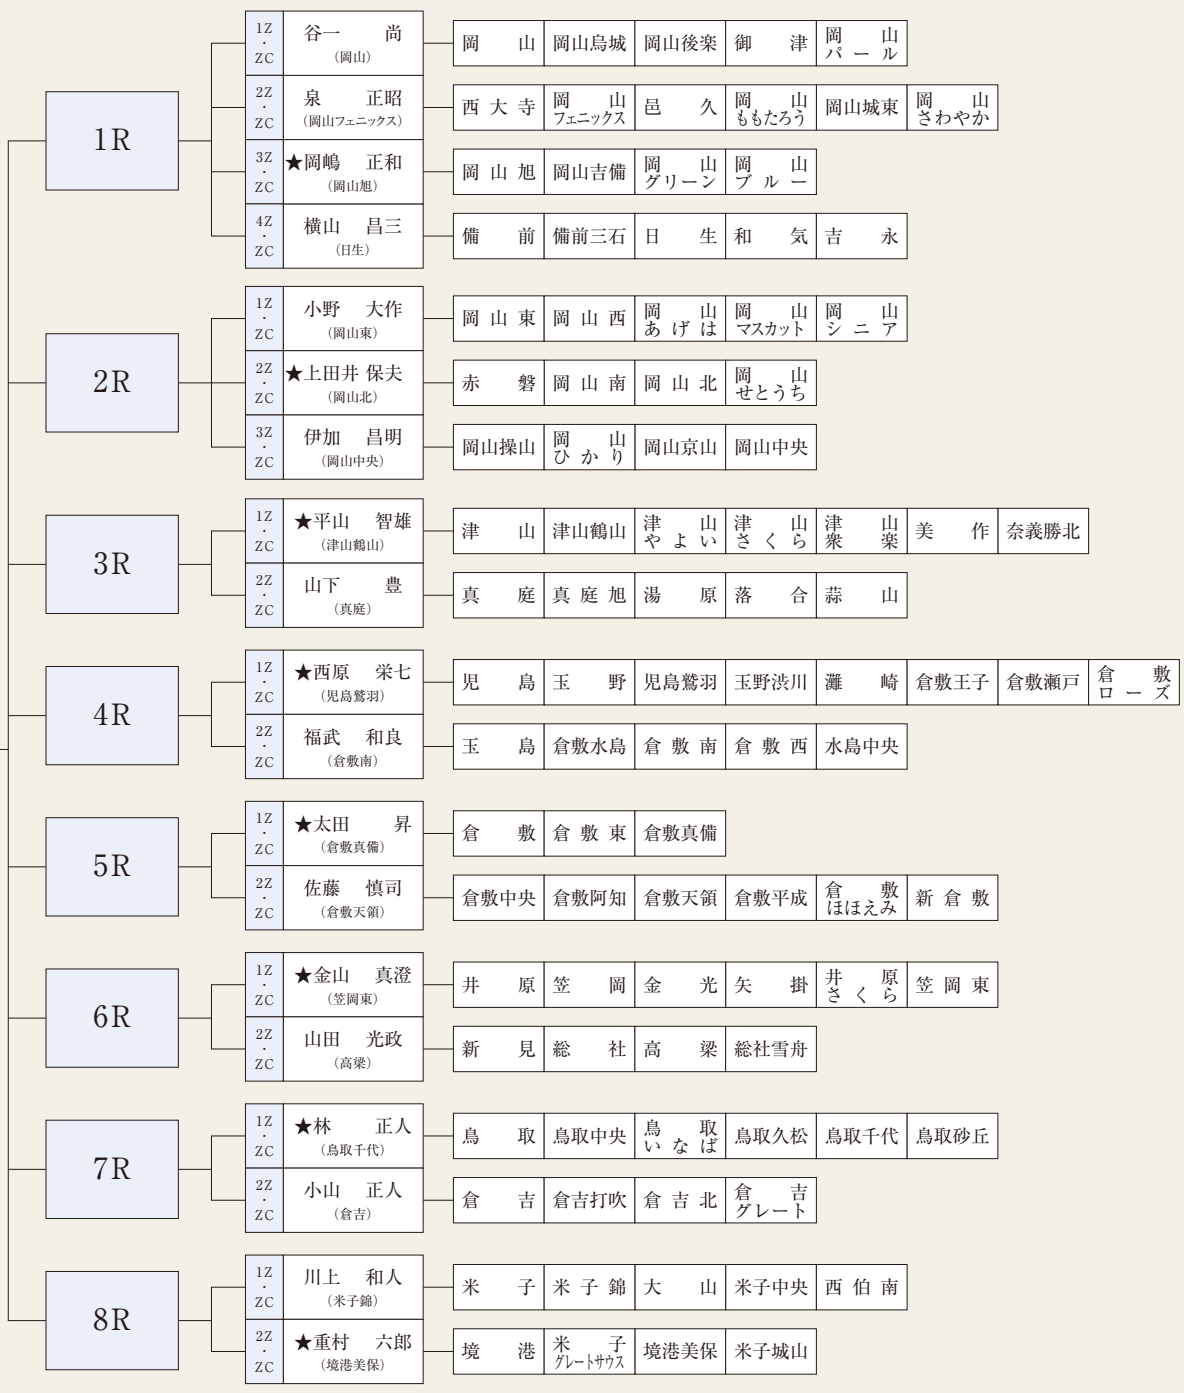 1R
1Z・ZC 谷一 尚 (岡山)
岡山 岡山烏城 岡山後楽 御津 岡山パール
2Z・ZC 泉 正昭 (岡山フェニックス)
西大寺 岡山フェニックス 邑久 岡山ももたろう 岡山城東 岡山さわやか
3Z・ZC ★岡嶋 正和 (岡山旭)
岡山旭 岡山吉備 岡山グリーン 岡山ブルー
4Z・ZC 横山 昌三 (日生)
備前 備前三石 日生 和気 吉永
2R
1Z・ZC 小野 大作 (岡山東)
岡山東 岡山西 岡山あげは 岡山マスカット 岡山シニア
2Z・ZC ★上田井 保夫 (岡山北)
赤磐 岡山南 岡山北 岡山せとうち
3Z・ZC 伊加 昌明 (岡山中央)
岡山操山 岡山ひかり 岡山京山 岡山中央
3R
1Z・ZC ★平山 智雄 (津山鶴山)
津山 津山鶴山 津山やよい 津山さくら 津山衆楽 美作 奈義勝北
2Z・ZC 山下 豊 (真庭)
真庭 真庭旭 湯原 落合 蒜山
4R
1Z・ZC ★西原 栄七 (児島鷲羽)
児島 玉野 児島鷲羽 玉野渋川 灘崎 倉敷王子 倉敷瀬戸 倉敷ローズ
2Z・ZC 福武 和良 (倉敷南)
玉島 倉敷水島 倉敷南 倉敷西 水島中央
5R
1Z・ZC ★太田 昇 (倉敷真備)
倉敷 倉敷東 倉敷真備
2Z・ZC 佐藤 慎司 (倉敷天領)
倉敷中央 倉敷阿知 倉敷天領 倉敷平成 倉敷ほほえみ 新倉敷
6R
1Z・ZC ★金山 真澄 (笠岡東)
井原 笠岡 金光 矢掛 井原さくら 笠岡東
2Z・ZC 山田 光政 (高梁)
新見 総社 高梁 総社雪舟
7R
1Z・ZC ★林 正人 (鳥取千代)
鳥取 鳥取中央 鳥取いなば 鳥取久松 鳥取千代 鳥取砂丘
2Z・ZC 小山 正人 (倉吉)
倉吉 倉吉打吹 倉吉北 倉吉グレート
8R
1Z・ZC 川上 和人 (米子錦)
米子 米子錦 大山 米子中央 西伯南
2Z・ZC ★重村 六郎 (境港美保)
境港 米子グレートサウス 境港美保 米子城山